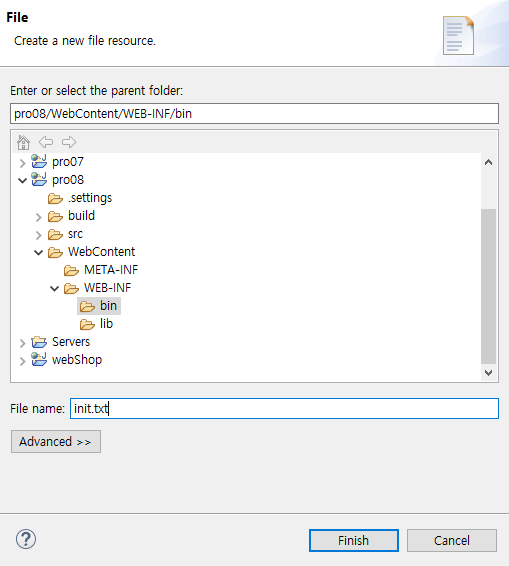 File
Create a new file resource.
Enter or select the parent folder:
pro08/WebContent/WEB-INF/bin
pro07
pro08
.settings
build
src
WebContent
META-INF
WEB-INF
bin
lib
Servers
webShop
File name: init.txt
Advanced >>
? Finish Cancel